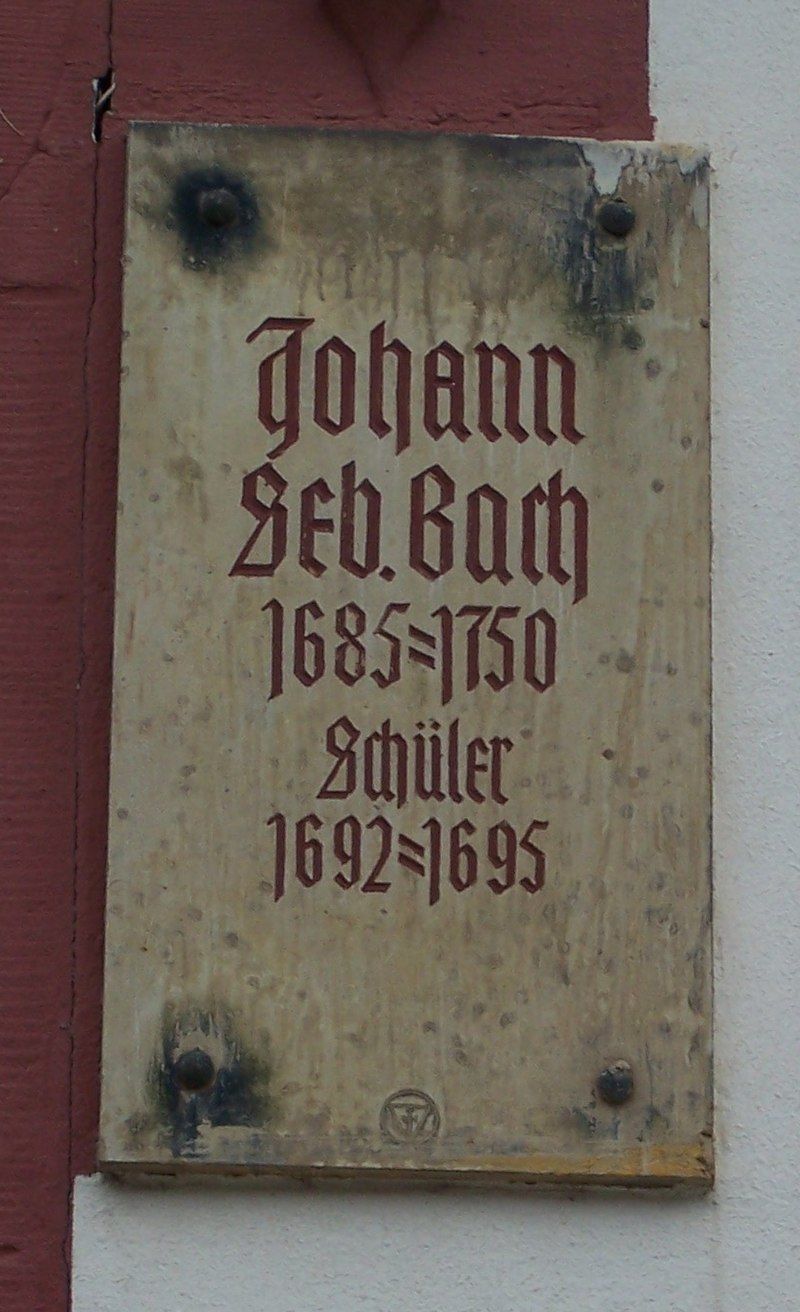 Johann
Seb. Bach
1685=1750
Schüler
1692=1695